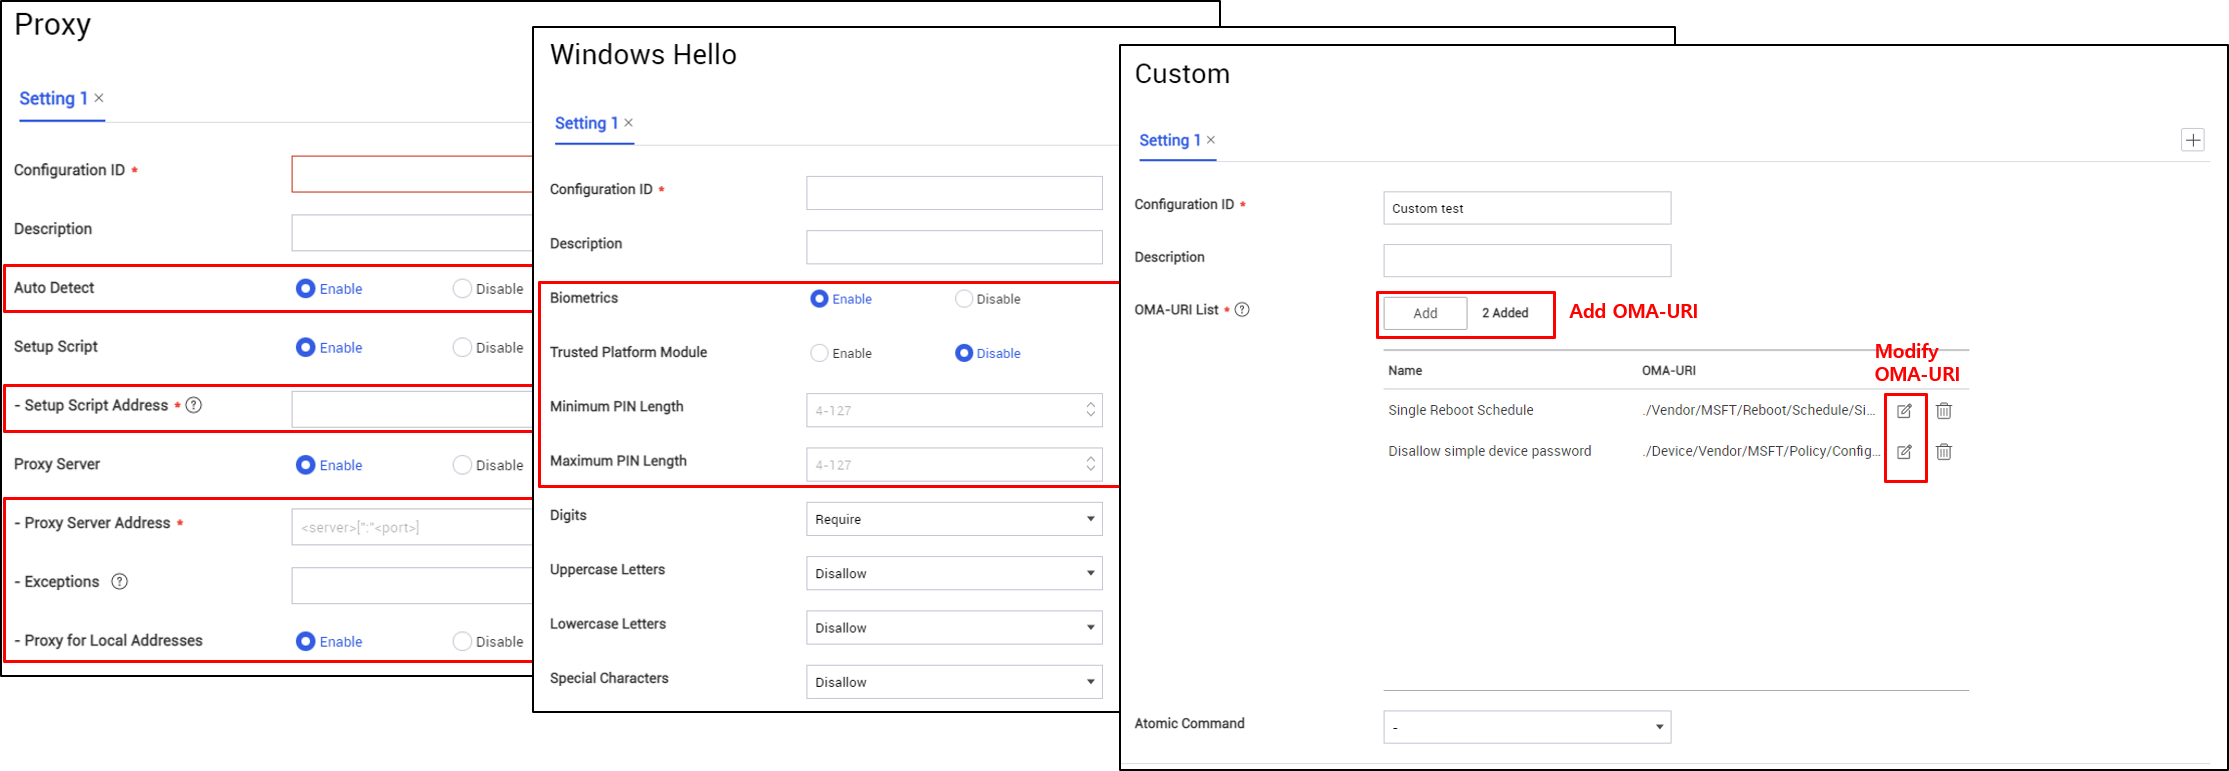 Proxy
Setting 1 ×
Configuration ID *
Description
Auto Detect Enable Disable
Setup Script Enable Disable
- Setup Script Address * ?
Proxy Server Enable Disable
- Proxy Server Address * <server>[":"<port>]
- Exceptions ?
- Proxy for Local Addresses Enable Disable
Windows Hello
Setting 1 ×
Configuration ID *
Description
Biometrics Enable Disable
Trusted Platform Module Enable Disable
Minimum PIN Length 4-127
Maximum PIN Length 4-127
Digits Require
Uppercase Letters Disallow
Lowercase Letters Disallow
Special Characters Disallow
Custom
Setting 1 ×
Configuration ID * Custom test
Description
OMA-URI List * ? Add 2 Added Add OMA-URI
Modify
OMA-URI
Name OMA-URI
Single Reboot Schedule ./Vendor/MSFT/Reboot/Schedule/Si...
Disallow simple device password ./Device/Vendor/MSFT/Policy/Config...
Atomic Command -